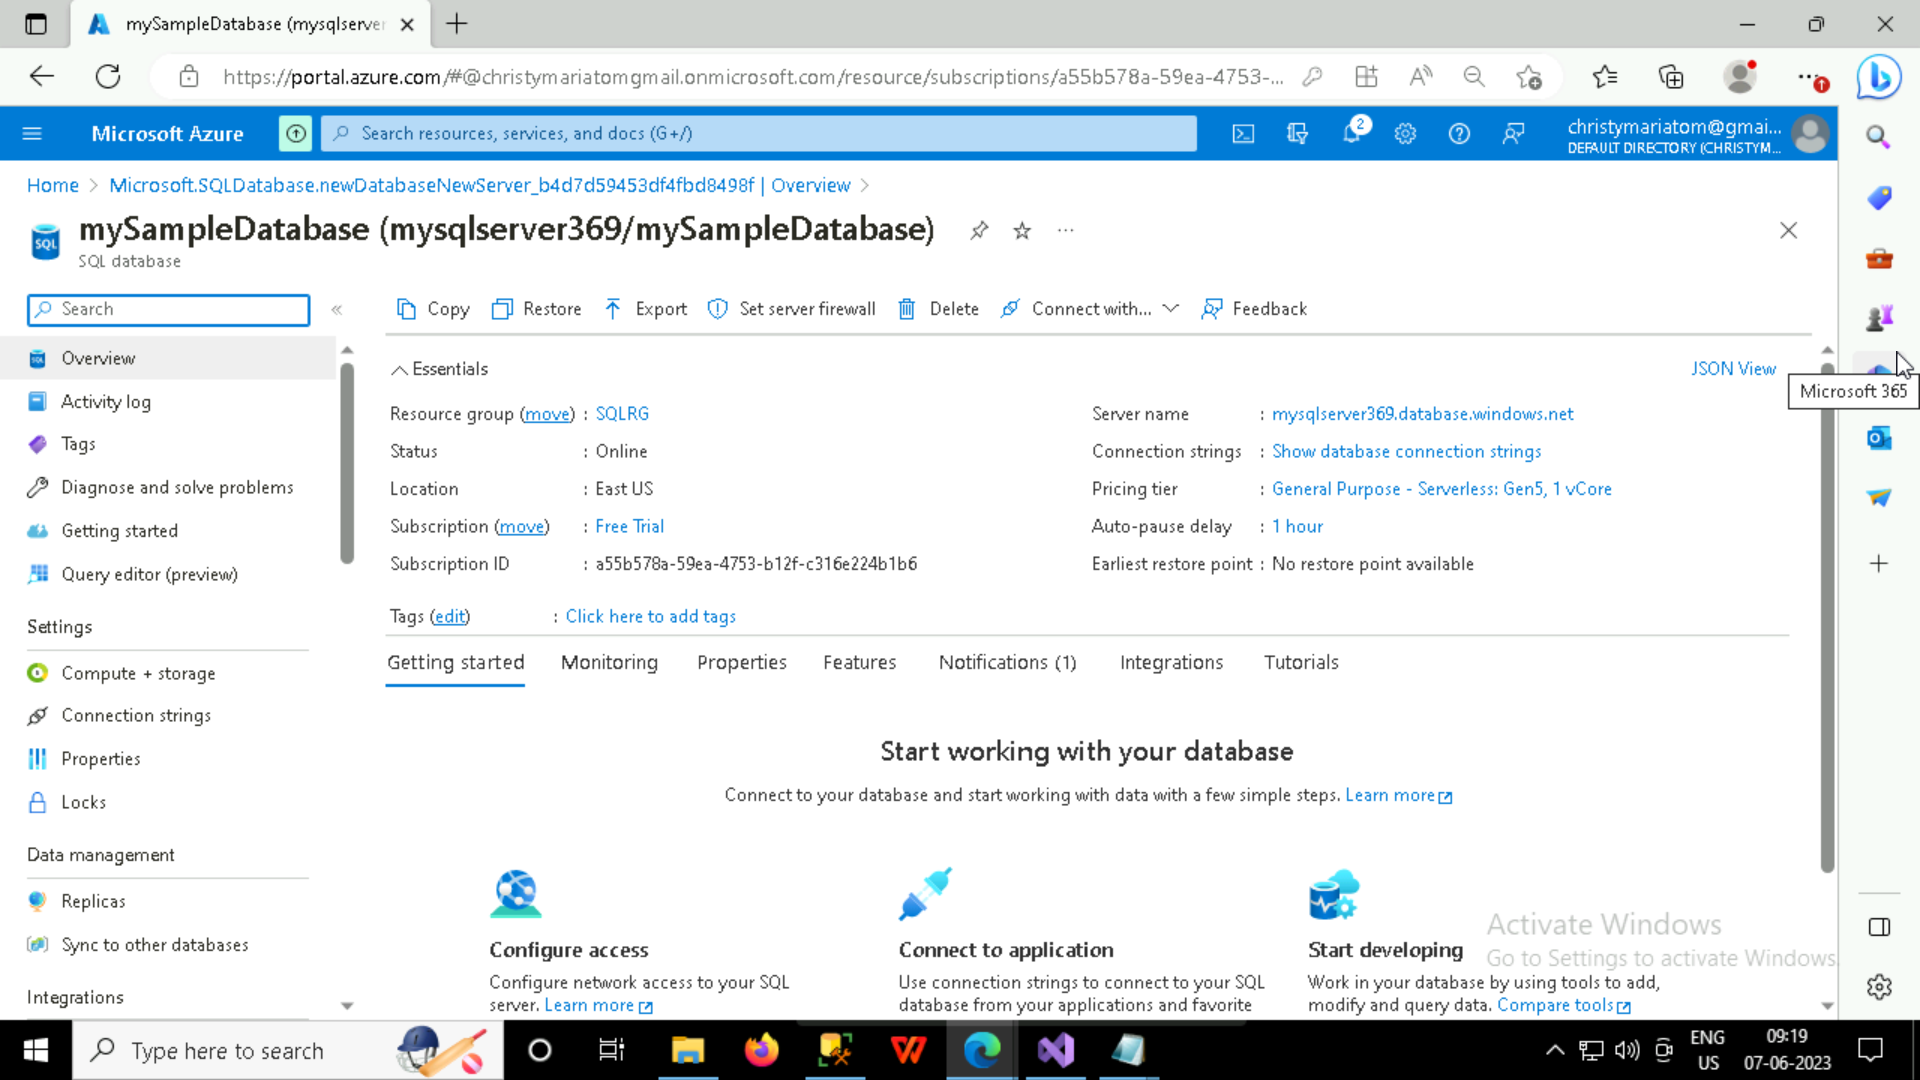 mySampleDatabase (mysqlserver
https://portal.azure.com/#@christymariatomgmail.onmicrosoft.com/resource/subscriptions/a55b578a-59ea-4753-...
Microsoft Azure
Search resources, services, and docs (G+/)
2
christymariatom@gmai...
DEFAULT DIRECTORY (CHRISTYM...
Home > Microsoft.SQLDatabase.newDatabaseNewServer_b4d7d59453df4fbd8498f | Overview >
mySampleDatabase (mysqlserver369/mySampleDatabase)
SQL database
Search
Copy
Restore
Export
Set server firewall
Delete
Connect with...
Feedback
Overview
Activity log
Tags
Diagnose and solve problems
Getting started
Query editor (preview)
Settings
Compute + storage
Connection strings
Properties
Locks
Data management
Replicas
Sync to other databases
Integrations
Essentials
JSON View
Microsoft 365
Resource group (move) : SQLRG
Status : Online
Location : East US
Subscription (move) : Free Trial
Subscription ID : a55b578a-59ea-4753-b12f-c316e224b1b6
Server name : mysqlserver369.database.windows.net
Connection strings : Show database connection strings
Pricing tier : General Purpose - Serverless: Gen5, 1 vCore
Auto-pause delay : 1 hour
Earliest restore point : No restore point available
Tags (edit) : Click here to add tags
Getting started
Monitoring
Properties
Features
Notifications (1)
Integrations
Tutorials
Start working with your database
Connect to your database and start working with data with a few simple steps. Learn more
Configure access
Configure network access to your SQL
server. Learn more
Connect to application
Use connection strings to connect to your SQL
database from your applications and favorite
Start developing
Work in your database by using tools to add,
modify and query data. Compare tools
Activate Windows
Go to Settings to activate Windows.
Type here to search
ENG
US
09:19
07-06-2023